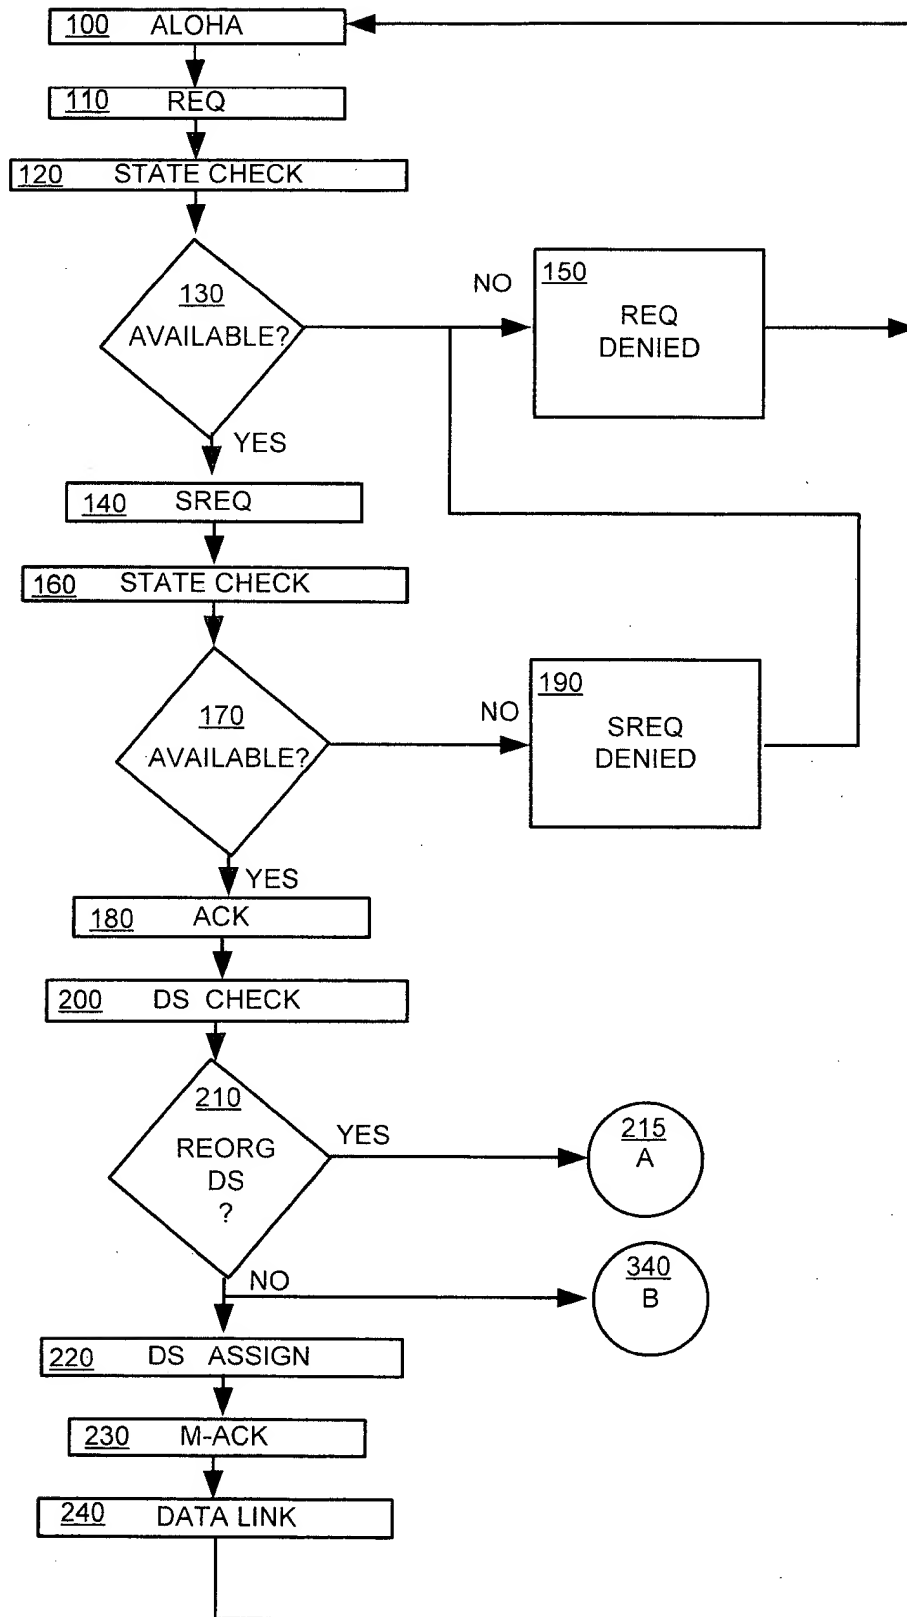 100 ALOHA
110 REQ
120 STATE CHECK
130
AVAILABLE?
NO
150
REQ
DENIED
YES
140 SREQ
160 STATE CHECK
170
AVAILABLE?
NO
190
SREQ
DENIED
YES
180 ACK
200 DS CHECK
210
REORG
DS
?
YES
215
A
NO
340
B
220 DS ASSIGN
230 M-ACK
240 DATA LINK